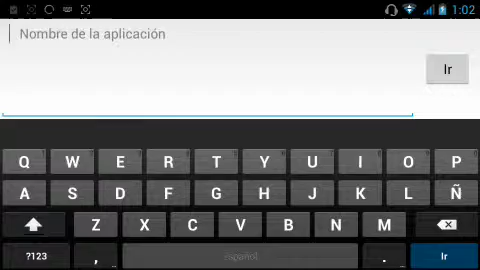 1:02
Nombre de la aplicación
Ir
Q W E R T Y U I O P
A S D F G H J K L Ñ
Z X C V B N M
?123 , español . Ir